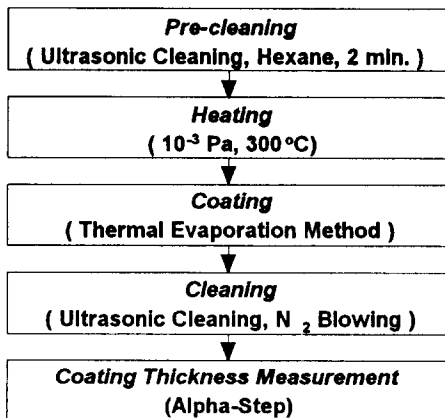 Pre-cleaning
( Ultrasonic Cleaning, Hexane, 2 min. )
Heating
( 10⁻³ Pa, 300 °C)
Coating
( Thermal Evaporation Method )
Cleaning
( Ultrasonic Cleaning, N ₂ Blowing )
Coating Thickness Measurement
(Alpha-Step)